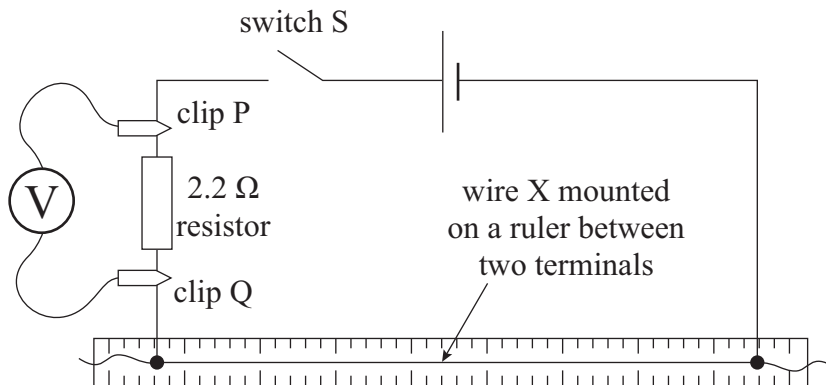 switch S
clip P
2.2 Ω
resistor
V
wire X mounted
on a ruler between
two terminals
clip Q